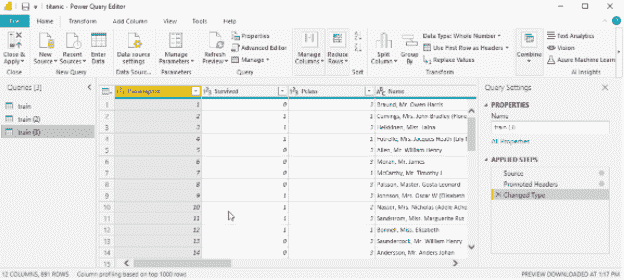 titanic - Power Query Editor
File Home Transform Add Column View Tools Help
Close & Apply New Source Recent Sources Enter Data Data source settings Manage Parameters Refresh Preview Properties Advanced Editor Manage Manage Columns Reduce Rows Split Column Group By Data Type: Whole Number Use First Row as Headers Replace Values Combine Text Analytics Vision Azure Machine Learn
Close New Query Data Sourc... Parameters Query Sort Transform AI Insights
Queries [3]
train
train (2)
train (3)
PassengerId Survived Pclass Name
1 1 0 3 Braund, Mr. Owen Harris
2 2 1 1 Cumings, Mrs. John Bradley
3 3 1 3 Heikkinen, Miss. Laina
4 4 1 1 Futrelle, Mrs. Jacques Heath (Lily
5 5 0 3 Allen, Mr. William Henry
6 6 0 3 Moran, Mr. James
7 7 0 1 McCarthy, Mr. Timothy J
8 8 0 3 Palsson, Master. Gosta Leonard
9 9 1 3 Johnson, Mrs. Oscar W (Elisabeth
10 10 1 2 Nasser, Mrs. Nicholas (Adele Achem
11 11 1 3 Sandstrom, Miss. Marguerite Rut
12 12 1 1 Bonnell, Miss. Elizabeth
13 13 0 3 Saundercock, Mr. William Henry
14 14 0 3 Andersson, Mr. Anders Johan
15
Query Settings
PROPERTIES
Name
train (3)
All Properties
APPLIED STEPS
Source
Promoted Headers
Changed Type
12 COLUMNS, 891 ROWS Column profiling based on top 1000 rows
PREVIEW DOWNLOADED AT 1:17 PM